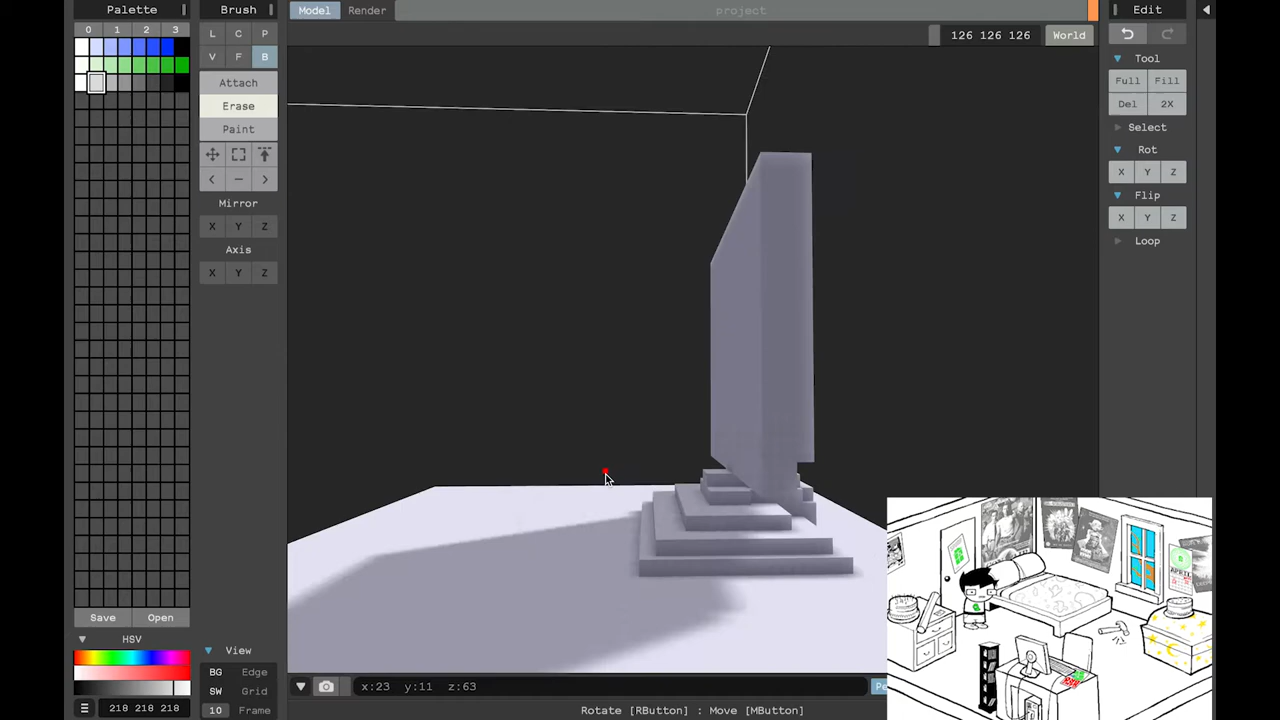 Palette
Brush
Model Render
project
Edit
0 1 2 3
L C P
V F B
126 126 126 World
Tool
Full Fill
Del 2X
Attach
Erase
Paint
Select
Rot
X Y Z
< − >
Mirror
X Y Z
Flip
X Y Z
Axis
X Y Z
Loop
Save Open
HSV
View
BG Edge
SW Grid
10 Frame
218 218 218
x:23 y:11 z:63
Pe
Rotate [RButton] : Move [MButton]
APRIL